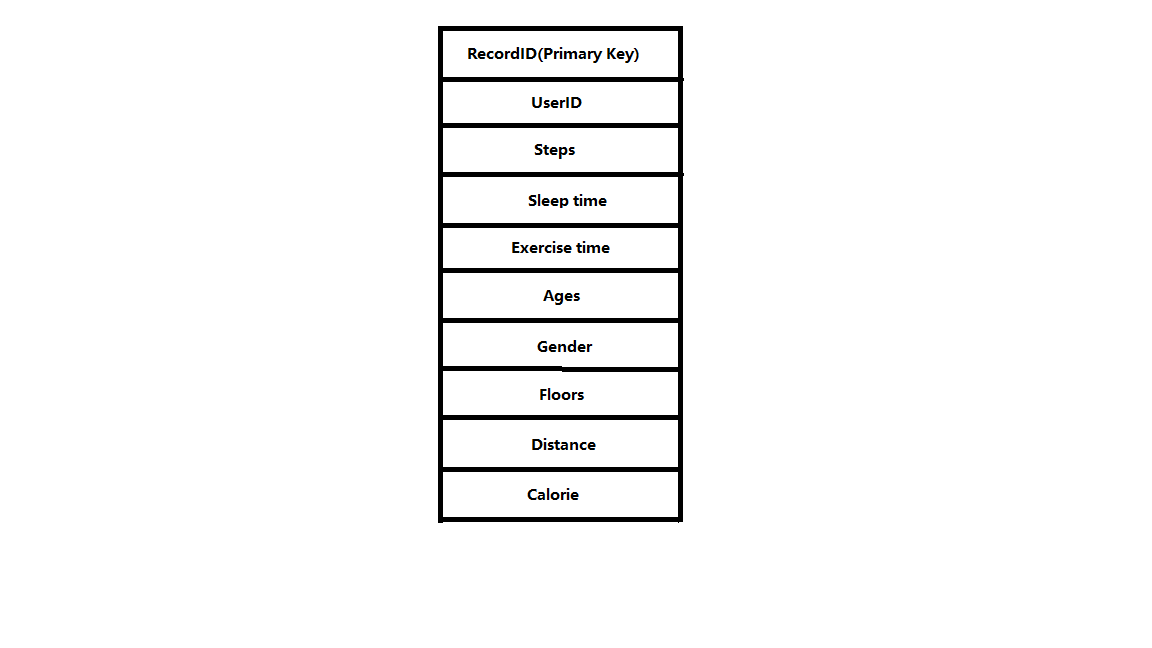 RecordID(Primary Key)
UserID
Steps
Sleep time
Exercise time
Ages
Gender
Floors
Distance
Calorie